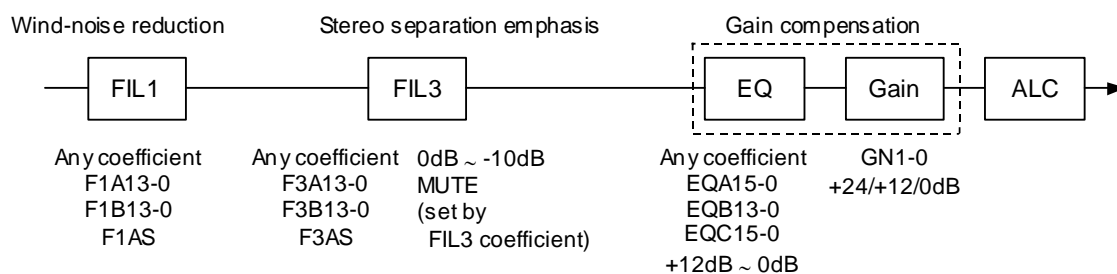 Wind-noise reduction
Stereo separation emphasis
Gain compensation
FIL1
FIL3
EQ
Gain
ALC
Any coefficient
F1A13-0
F1B13-0
F1AS
Any coefficient
F3A13-0
F3B13-0
F3AS
0dB ~ -10dB
MUTE
(set by
FIL3 coefficient)
Any coefficient
EQA15-0
EQB13-0
EQC15-0
+12dB ~ 0dB
GN1-0
+24/+12/0dB